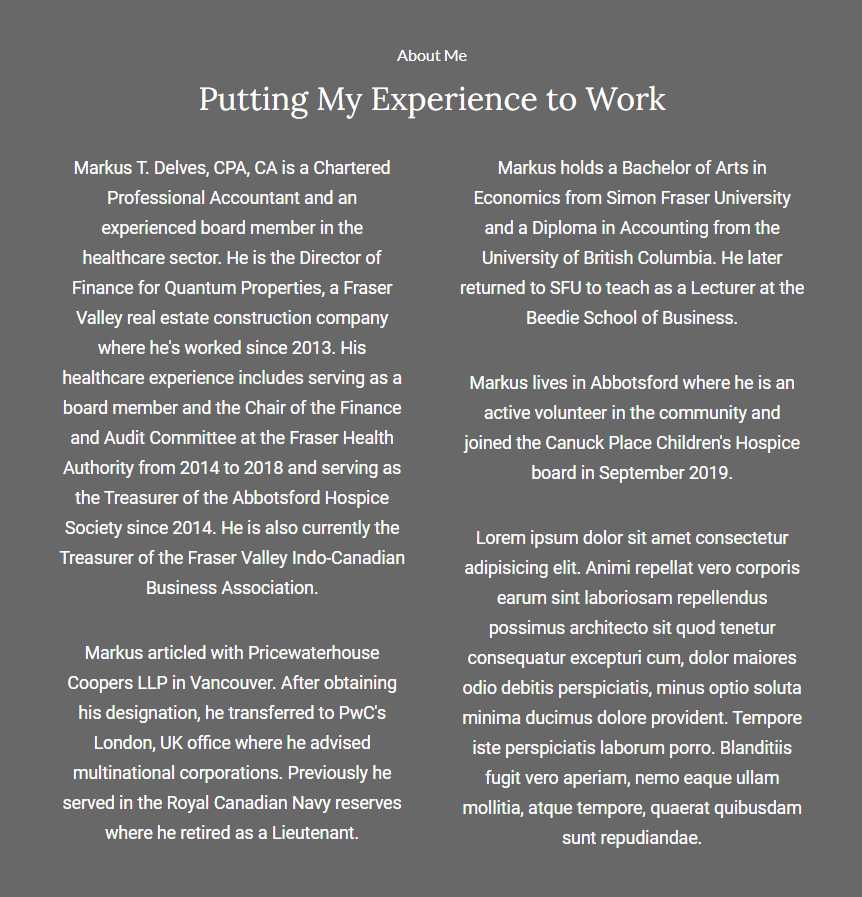 About Me
Putting My Experience to Work
Markus T. Delves, CPA, CA is a Chartered
Professional Accountant and an
experienced board member in the
healthcare sector. He is the Director of
Finance for Quantum Properties, a Fraser
Valley real estate construction company
where he's worked since 2013. His
healthcare experience includes serving as a
board member and the Chair of the Finance
and Audit Committee at the Fraser Health
Authority from 2014 to 2018 and serving as
the Treasurer of the Abbotsford Hospice
Society since 2014. He is also currently the
Treasurer of the Fraser Valley Indo-Canadian
Business Association.
Markus articled with Pricewaterhouse
Coopers LLP in Vancouver. After obtaining
his designation, he transferred to PwC's
London, UK office where he advised
multinational corporations. Previously he
served in the Royal Canadian Navy reserves
where he retired as a Lieutenant.
Markus holds a Bachelor of Arts in
Economics from Simon Fraser University
and a Diploma in Accounting from the
University of British Columbia. He later
returned to SFU to teach as a Lecturer at the
Beedie School of Business.
Markus lives in Abbotsford where he is an
active volunteer in the community and
joined the Canuck Place Children's Hospice
board in September 2019.
Lorem ipsum dolor sit amet consectetur
adipisicing elit. Animi repellat vero corporis
earum sint laboriosam repellendus
possimus architecto sit quod tenetur
consequatur excepturi cum, dolor maiores
odio debitis perspiciatis, minus optio soluta
minima ducimus dolore provident. Tempore
iste perspiciatis laborum porro. Blanditiis
fugit vero aperiam, nemo eaque ullam
mollitia, atque tempore, quaerat quibusdam
sunt repudiandae.